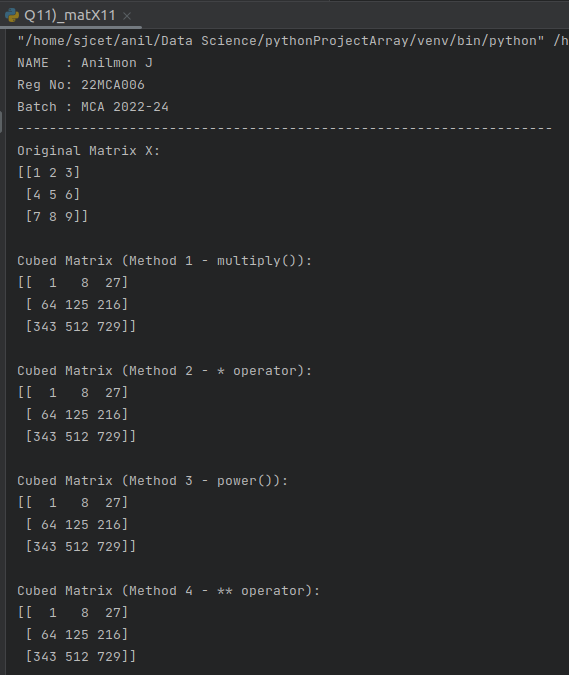 Q11)_matX11 ×
"/home/sjcet/anil/Data Science/pythonProjectArray/venv/bin/python" /h
NAME  : Anilmon J
Reg No: 22MCA006
Batch : MCA 2022-24
-------------------------------------------------------------------
Original Matrix X:
[[1 2 3]
 [4 5 6]
 [7 8 9]]

Cubed Matrix (Method 1 - multiply()):
[[  1   8  27]
 [ 64 125 216]
 [343 512 729]]

Cubed Matrix (Method 2 - * operator):
[[  1   8  27]
 [ 64 125 216]
 [343 512 729]]

Cubed Matrix (Method 3 - power()):
[[  1   8  27]
 [ 64 125 216]
 [343 512 729]]

Cubed Matrix (Method 4 - ** operator):
[[  1   8  27]
 [ 64 125 216]
 [343 512 729]]